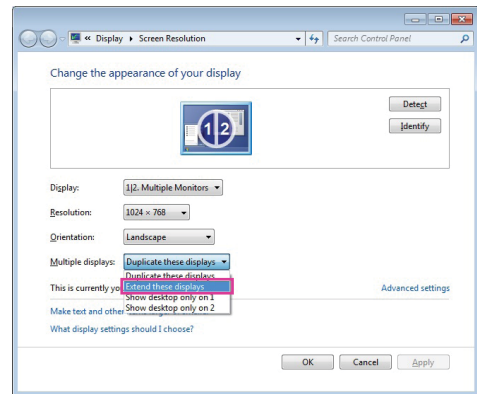 « Display ▸ Screen Resolution Search Control Panel
Change the appearance of your display
Detect
1|2
Identify
Display: 1|2. Multiple Monitors
Resolution: 1024 × 768
Orientation: Landscape
Multiple displays: Duplicate these displays
Duplicate these displays
This is currently yo Extend these displays Advanced settings
Show desktop only on 1
Make text and other
Show desktop only on 2
What display settings should I choose?
OK Cancel Apply